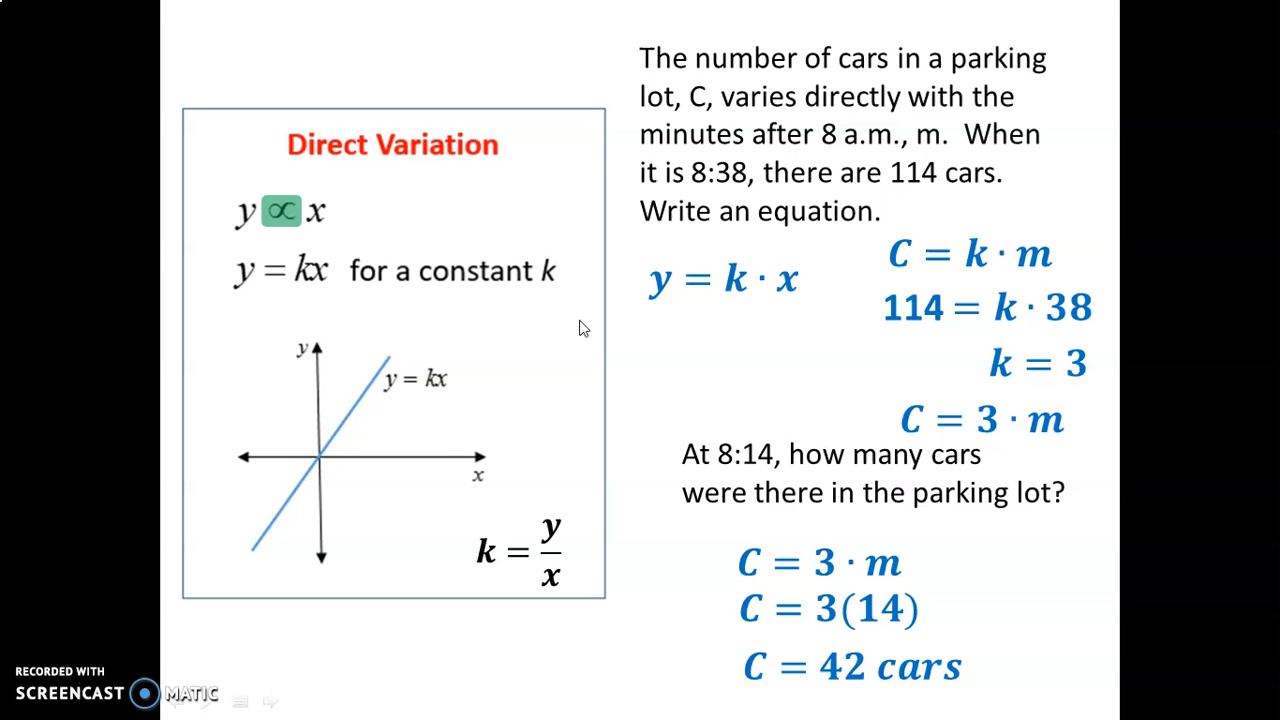 Direct Variation
y ∝ x
y = kx for a constant k
y
y = kx
x
k = y/x
The number of cars in a parking
lot, C, varies directly with the
minutes after 8 a.m., m. When
it is 8:38, there are 114 cars.
Write an equation.
y = k · x
C = k · m
114 = k · 38
k = 3
C = 3 · m
At 8:14, how many cars
were there in the parking lot?
C = 3 · m
C = 3(14)
C = 42 cars
RECORDED WITH
SCREENCAST MATIC